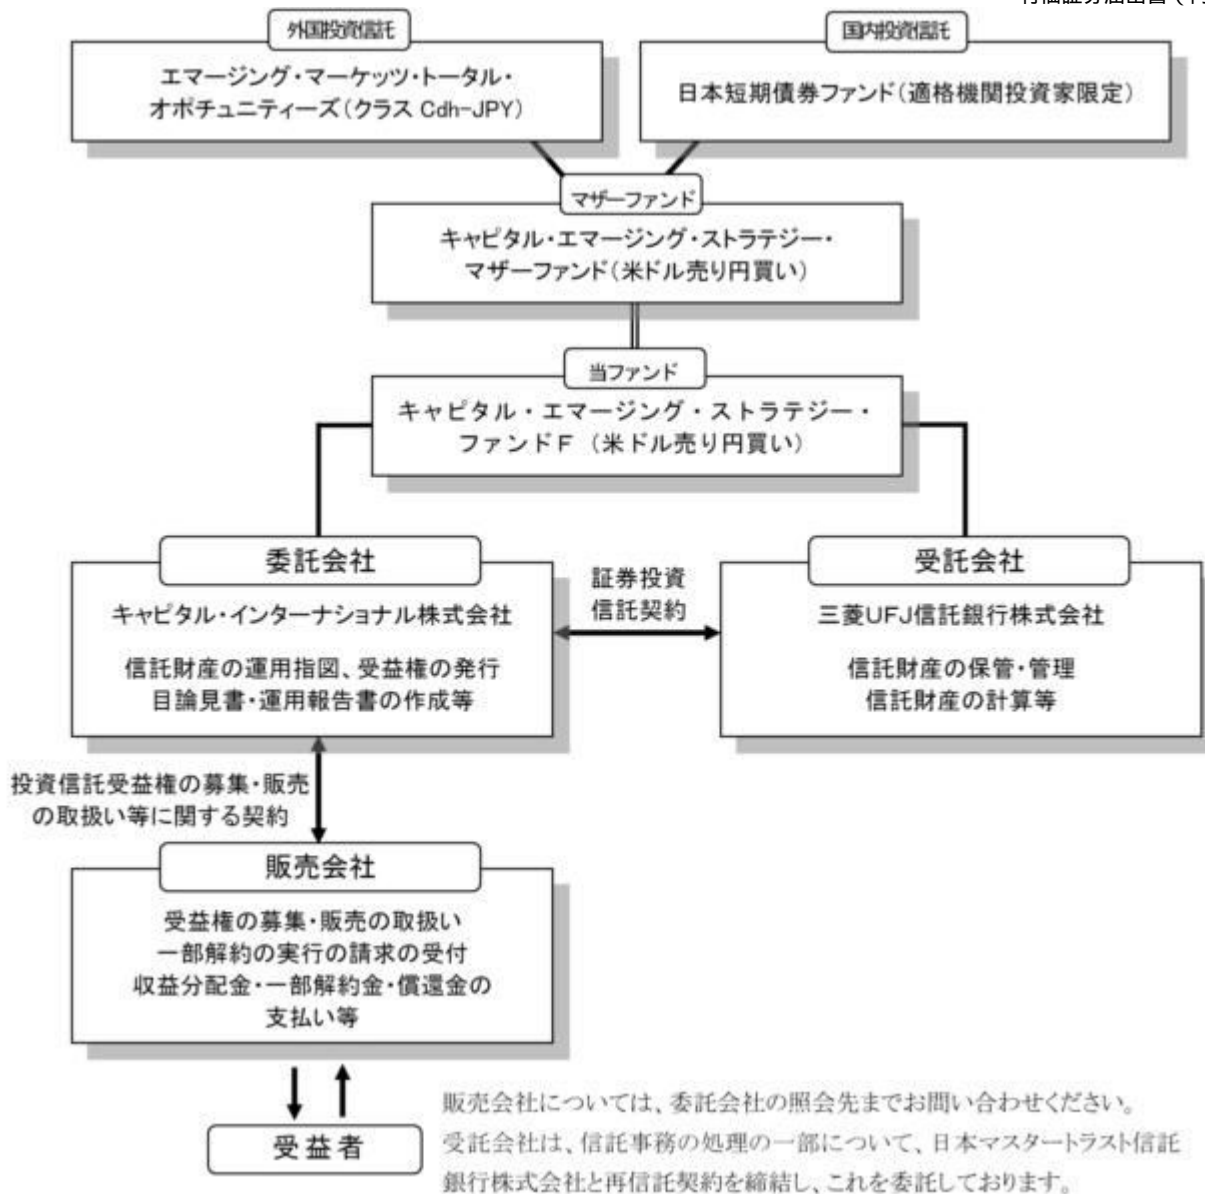 外国投資信託
国内投資信託
エマージング・マーケッツ・トータル・
オポチュニティーズ（クラス Cdh-JPY）
日本短期債券ファンド（適格機関投資家限定）
マザーファンド
キャピタル・エマージング・ストラテジー・
マザーファンド（米ドル売り円買い）
当ファンド
キャピタル・エマージング・ストラテジー・
ファンドF （米ドル売り円買い）
委託会社
キャピタル・インターナショナル株式会社
信託財産の運用指図、受益権の発行
目論見書・運用報告書の作成等
証券投資
信託契約
受託会社
三菱UFJ信託銀行株式会社
信託財産の保管・管理
信託財産の計算等
投資信託受益権の募集・販売
の取扱い等に関する契約
販売会社
受益権の募集・販売の取扱い
一部解約の実行の請求の受付
収益分配金・一部解約金・償還金の
支払い等
受益者
販売会社については、委託会社の照会先までお問い合わせください。
受託会社は、信託事務の処理の一部について、日本マスタートラスト信託
銀行株式会社と再信託契約を締結し、これを委託しております。